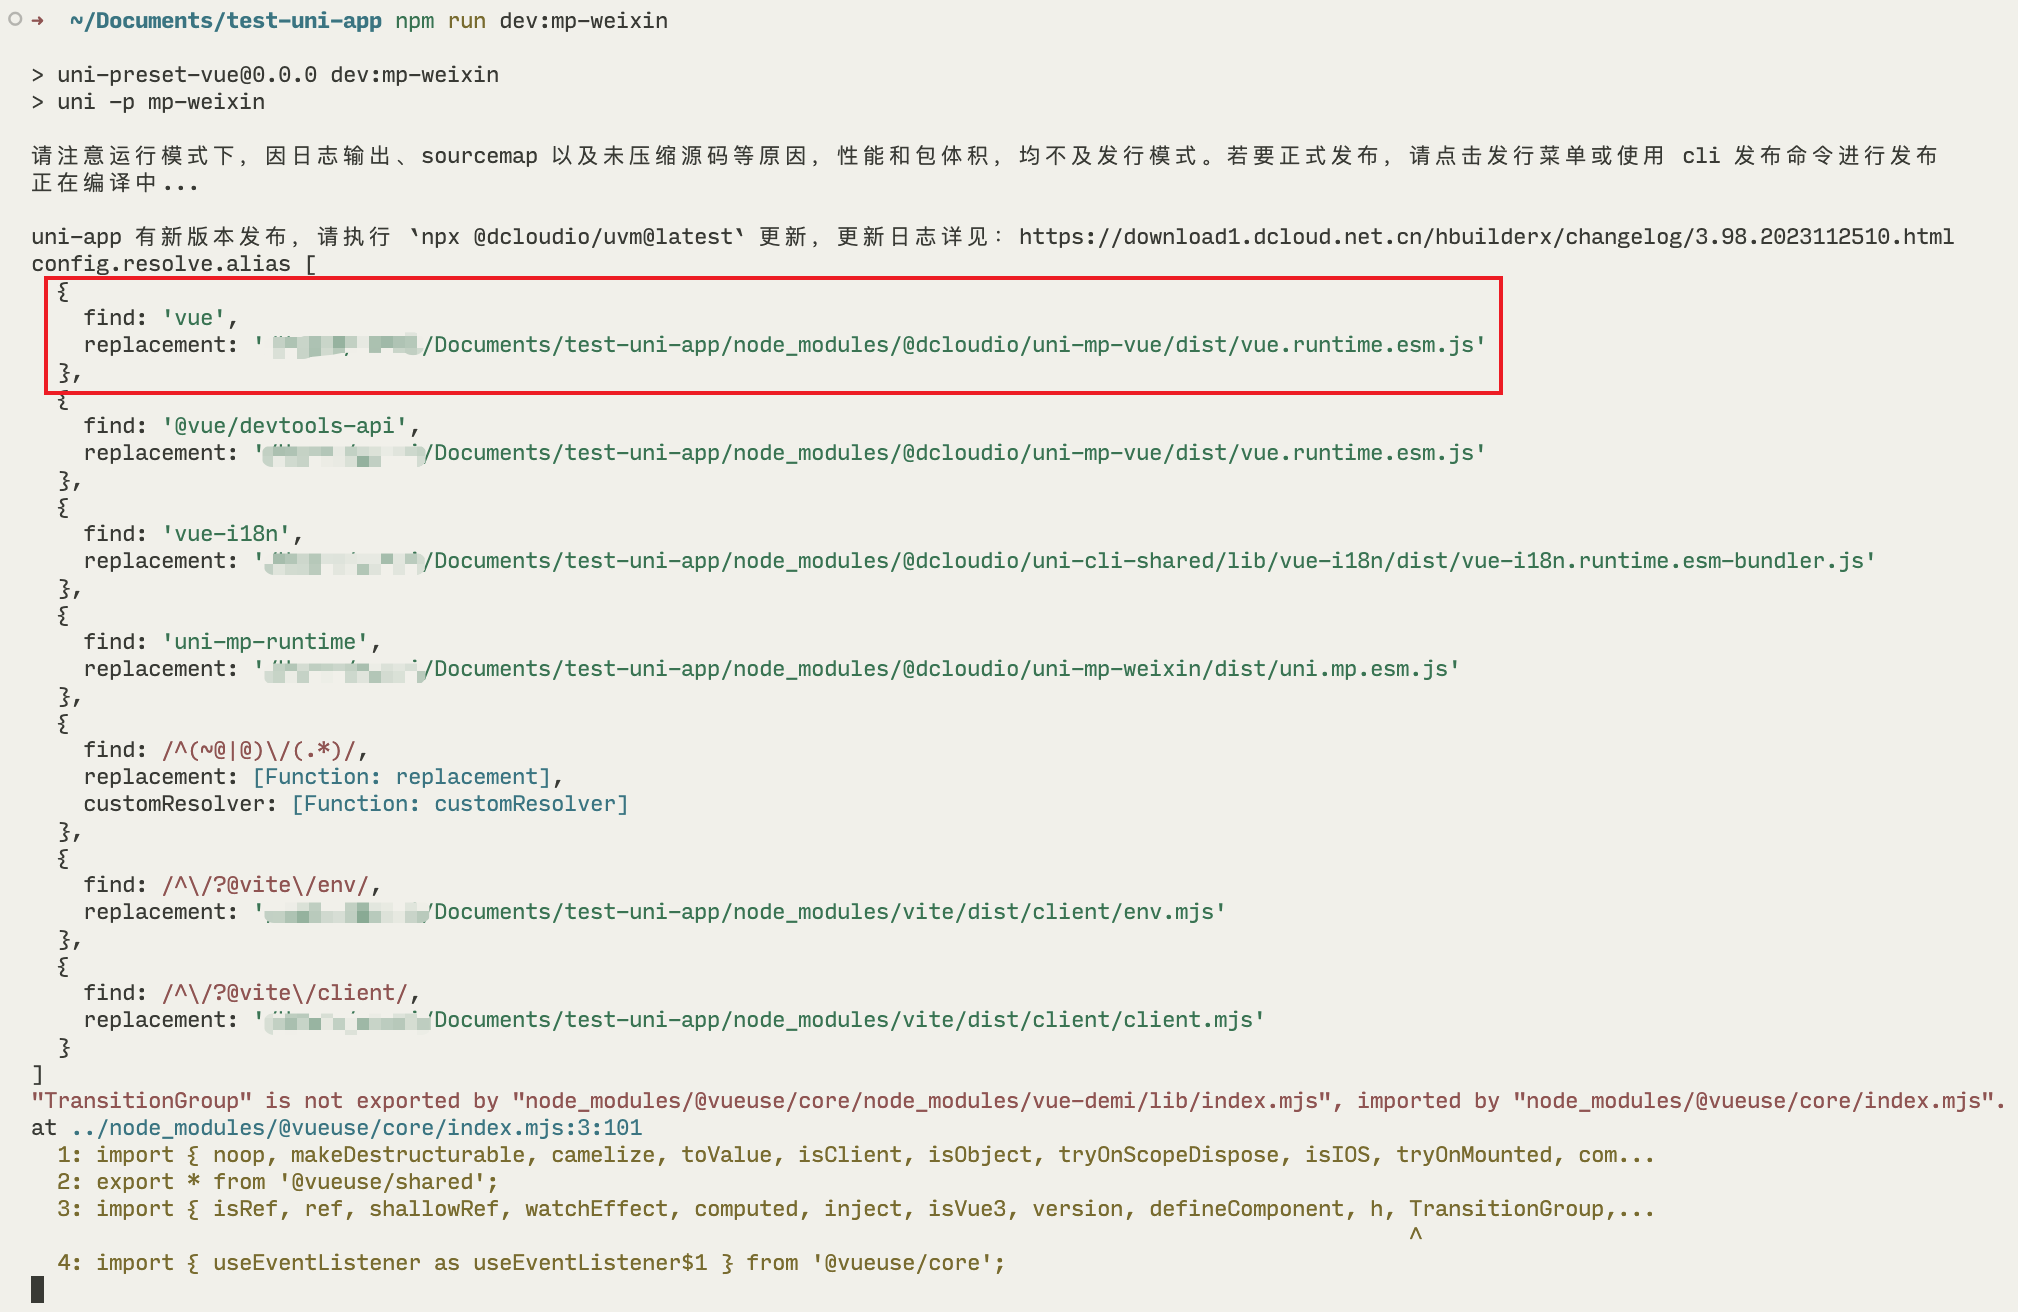 ➜ ~/Documents/test-uni-app npm run dev:mp-weixin
> uni-preset-vue@0.0.0 dev:mp-weixin
> uni -p mp-weixin
请注意运行模式下，因日志输出、sourcemap 以及未压缩源码等原因，性能和包体积，均不及发行模式。若要正式发布，请点击发行菜单或使用 cli 发布命令进行发布
正在编译中...
uni-app 有新版本发布，请执行 `npx @dcloudio/uvm@latest` 更新，更新日志详见：https://download1.dcloud.net.cn/hbuilderx/changelog/3.98.2023112510.html
config.resolve.alias [
{
find: 'vue',
replacement: '/Documents/test-uni-app/node_modules/@dcloudio/uni-mp-vue/dist/vue.runtime.esm.js'
},
{
find: '@vue/devtools-api',
replacement: '/Documents/test-uni-app/node_modules/@dcloudio/uni-mp-vue/dist/vue.runtime.esm.js'
},
{
find: 'vue-i18n',
replacement: '/Documents/test-uni-app/node_modules/@dcloudio/uni-cli-shared/lib/vue-i18n/dist/vue-i18n.runtime.esm-bundler.js'
},
{
find: 'uni-mp-runtime',
replacement: '/Documents/test-uni-app/node_modules/@dcloudio/uni-mp-weixin/dist/uni.mp.esm.js'
},
{
find: /^(~@|@)\/(.*)/,
replacement: [Function: replacement],
customResolver: [Function: customResolver]
},
{
find: /^\/?@vite\/env/,
replacement: '/Documents/test-uni-app/node_modules/vite/dist/client/env.mjs'
},
{
find: /^\/?@vite\/client/,
replacement: '/Documents/test-uni-app/node_modules/vite/dist/client/client.mjs'
}
]
"TransitionGroup" is not exported by "node_modules/@vueuse/core/node_modules/vue-demi/lib/index.mjs", imported by "node_modules/@vueuse/core/index.mjs".
at ../node_modules/@vueuse/core/index.mjs:3:101
1: import { noop, makeDestructurable, camelize, toValue, isClient, isObject, tryOnScopeDispose, isIOS, tryOnMounted, com...
2: export * from '@vueuse/shared';
3: import { isRef, ref, shallowRef, watchEffect, computed, inject, isVue3, version, defineComponent, h, TransitionGroup,...
^
4: import { useEventListener as useEventListener$1 } from '@vueuse/core';